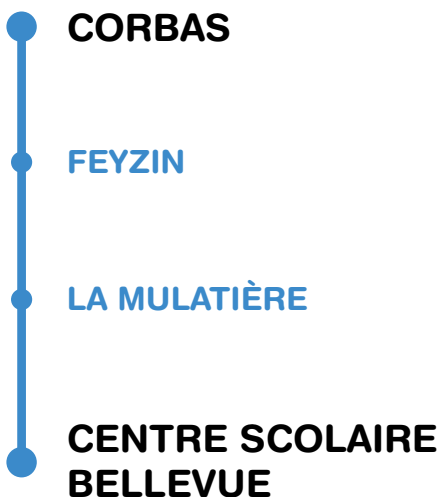 CORBAS
FEYZIN
LA MULATIÈRE
CENTRE SCOLAIRE
BELLEVUE